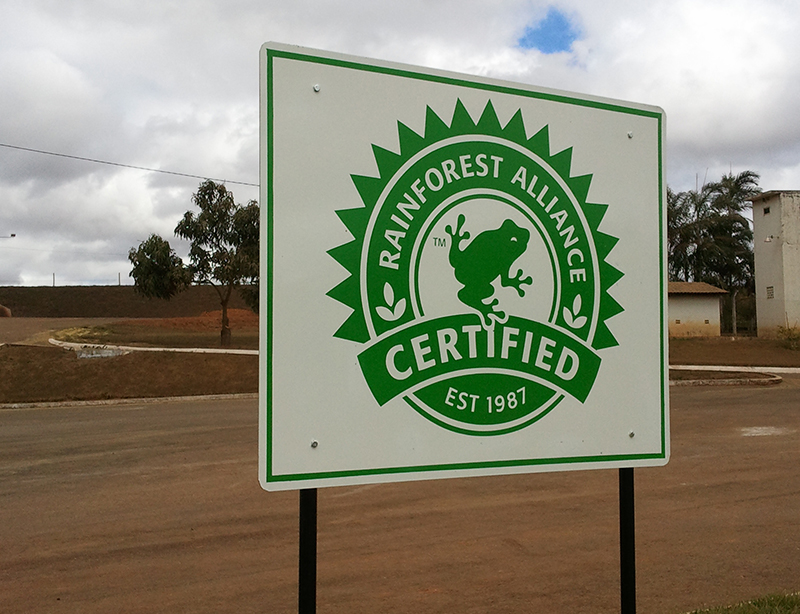 RAINFOREST ALLIANCE
TM
CERTIFIED
EST 1987